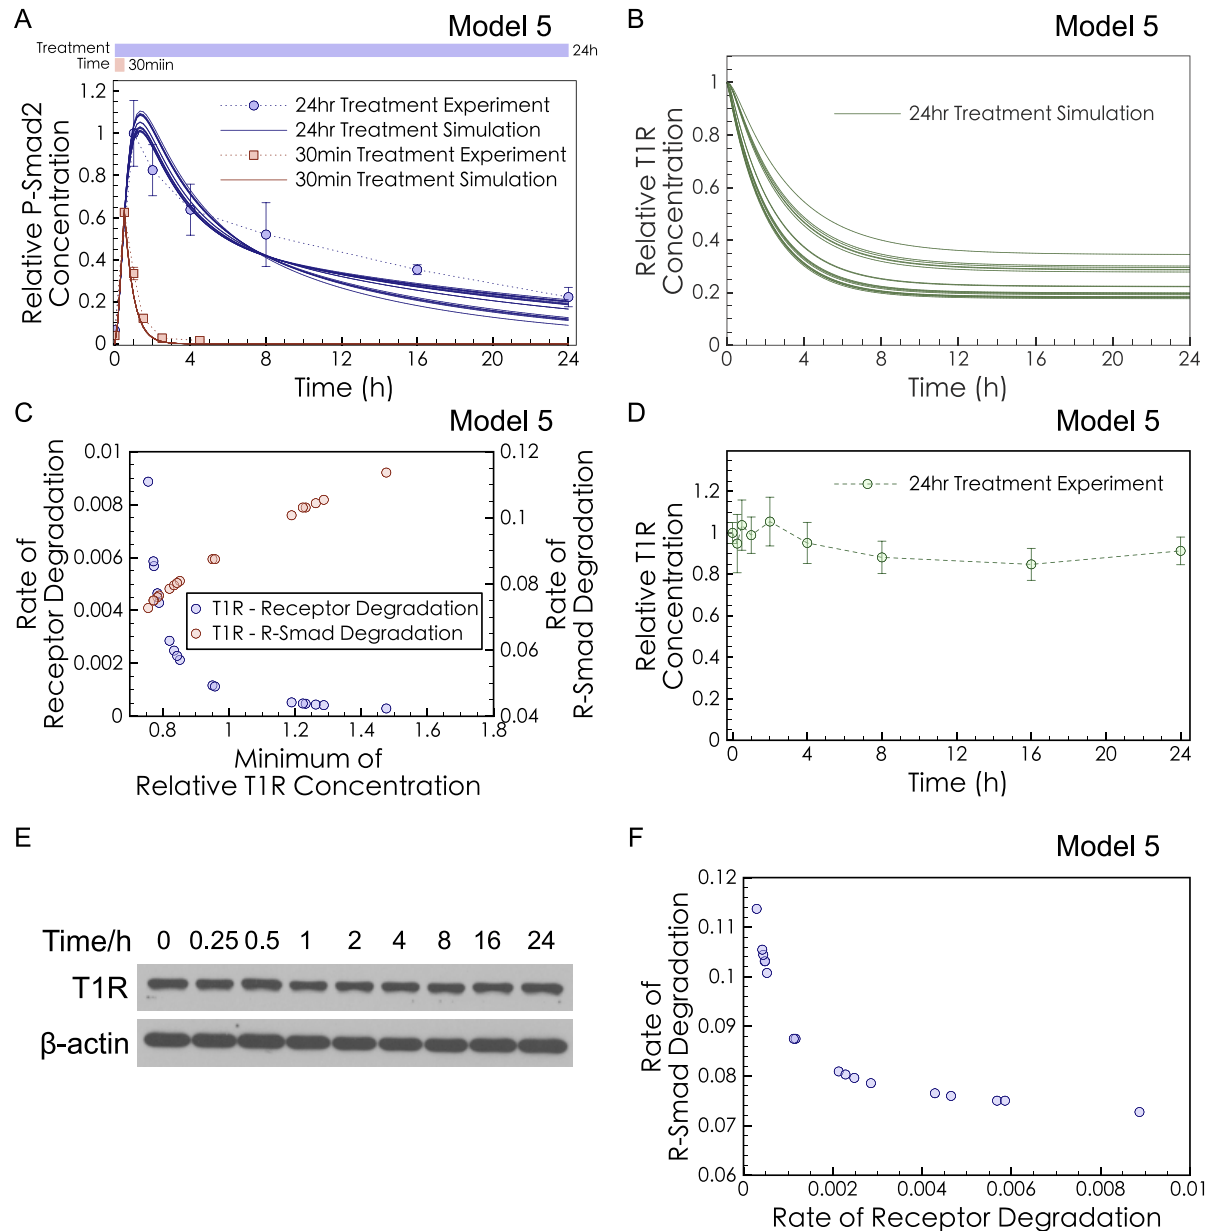 A
Model 5
Treatment
24h
Time
30miin
Relative P-Smad2
Concentration
1.2
1
0.8
0.6
0.4
0.2
0
24hr Treatment Experiment
24hr Treatment Simulation
30min Treatment Experiment
30min Treatment Simulation
0 4 8 12 16 20 24
Time (h)
B
Model 5
Relative T1R
Concentration
1
0.8
0.6
0.4
0.2
0
24hr Treatment Simulation
0 4 8 12 16 20 24
Time (h)
C
Model 5
Rate of
Receptor Degradation
0.01
0.008
0.006
0.004
0.002
0
T1R - Receptor Degradation
T1R - R-Smad Degradation
0.12
0.1
0.08
0.06
0.04
Rate of
R-Smad Degradation
0.8 1 1.2 1.4 1.6 1.8
Minimum of
Relative T1R Concentration
D
Model 5
Relative T1R
Concentration
1.2
1
0.8
0.6
0.4
0.2
0
24hr Treatment Experiment
0 4 8 12 16 20 24
Time (h)
E
Time/h 0 0.25 0.5 1 2 4 8 16 24
T1R
β-actin
F
Model 5
Rate of
R-Smad Degradation
0.12
0.11
0.1
0.09
0.08
0.07
0.06
0 0.002 0.004 0.006 0.008 0.01
Rate of Receptor Degradation